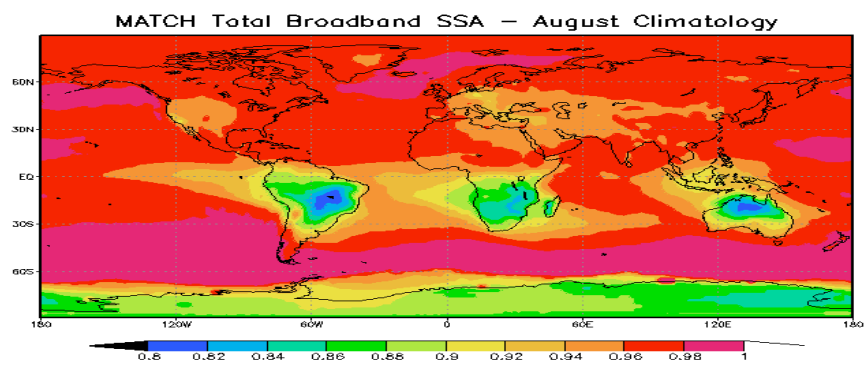 MATCH Total Broadband SSA – August Climatology
60N
30N
EQ
30S
60S
180 120W 60W 0 60E 120E 180
0.8 0.82 0.84 0.86 0.88 0.9 0.92 0.94 0.96 0.98 1